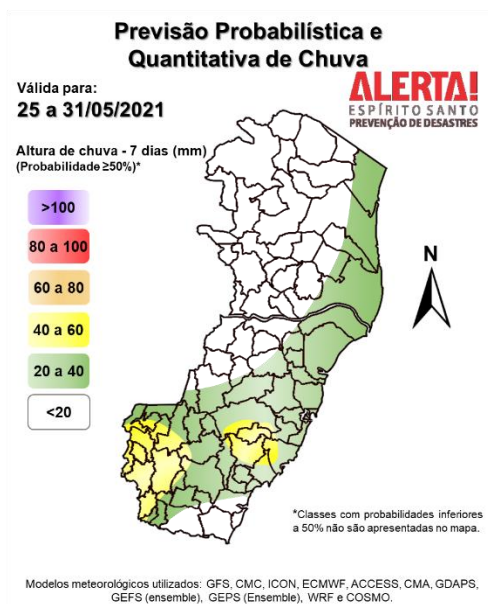 Previsão Probabilística e
Quantitativa de Chuva
Válida para:
25 a 31/05/2021
ALERTA!
ESPÍRITO SANTO
PREVENÇÃO DE DESASTRES
Altura de chuva - 7 dias (mm)
(Probabilidade ≥50%)*
>100
80 a 100
60 a 80
40 a 60
20 a 40
<20
N
*Classes com probabilidades inferiores
a 50% não são apresentadas no mapa.
Modelos meteorológicos utilizados: GFS, CMC, ICON, ECMWF, ACCESS, CMA, GDAPS,
GEFS (ensemble), GEPS (Ensemble), WRF e COSMO.